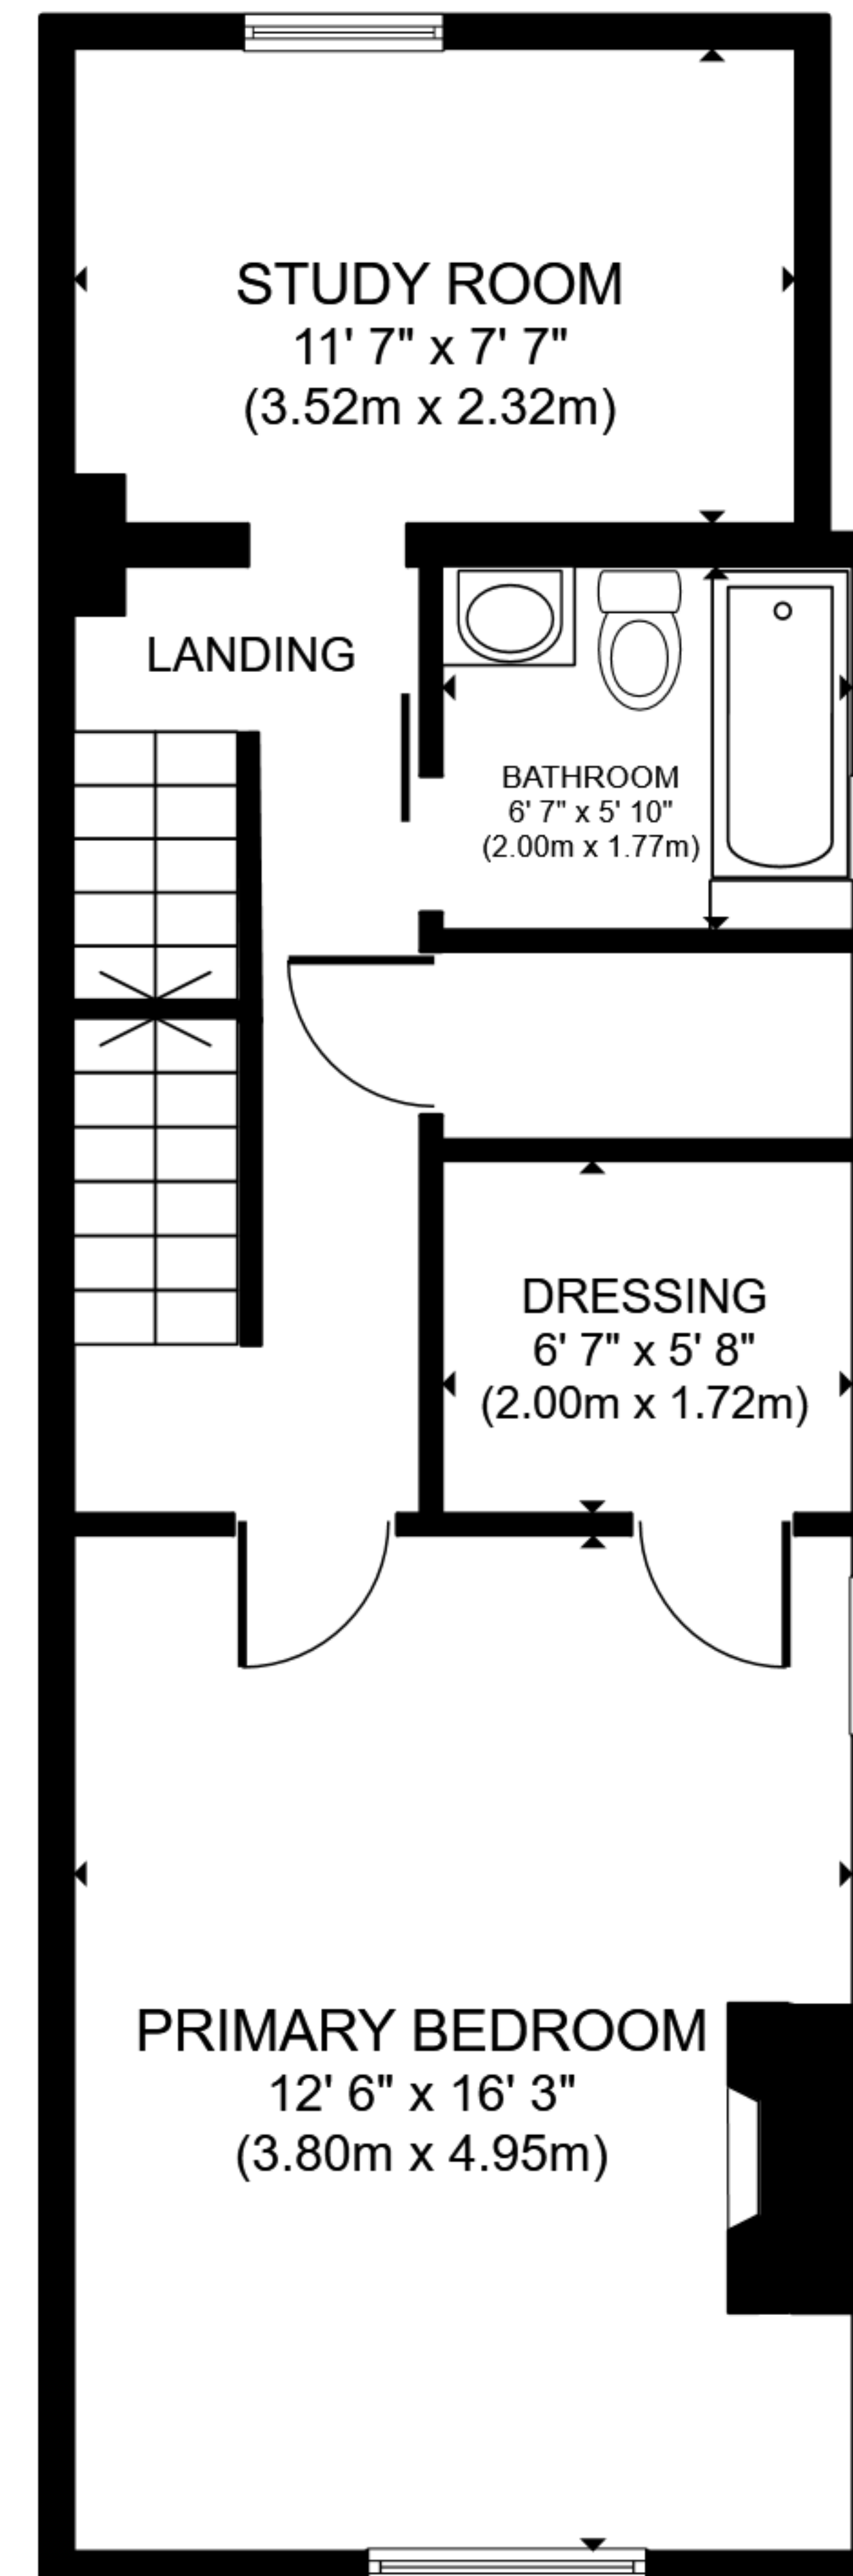 STUDY ROOM
11' 7" x 7' 7"
(3.52m x 2.32m)
LANDING
BATHROOM
6' 7" x 5' 10"
(2.00m x 1.77m)
DRESSING
6' 7" x 5' 8"
(2.00m x 1.72m)
PRIMARY BEDROOM
12' 6" x 16' 3"
(3.80m x 4.95m)